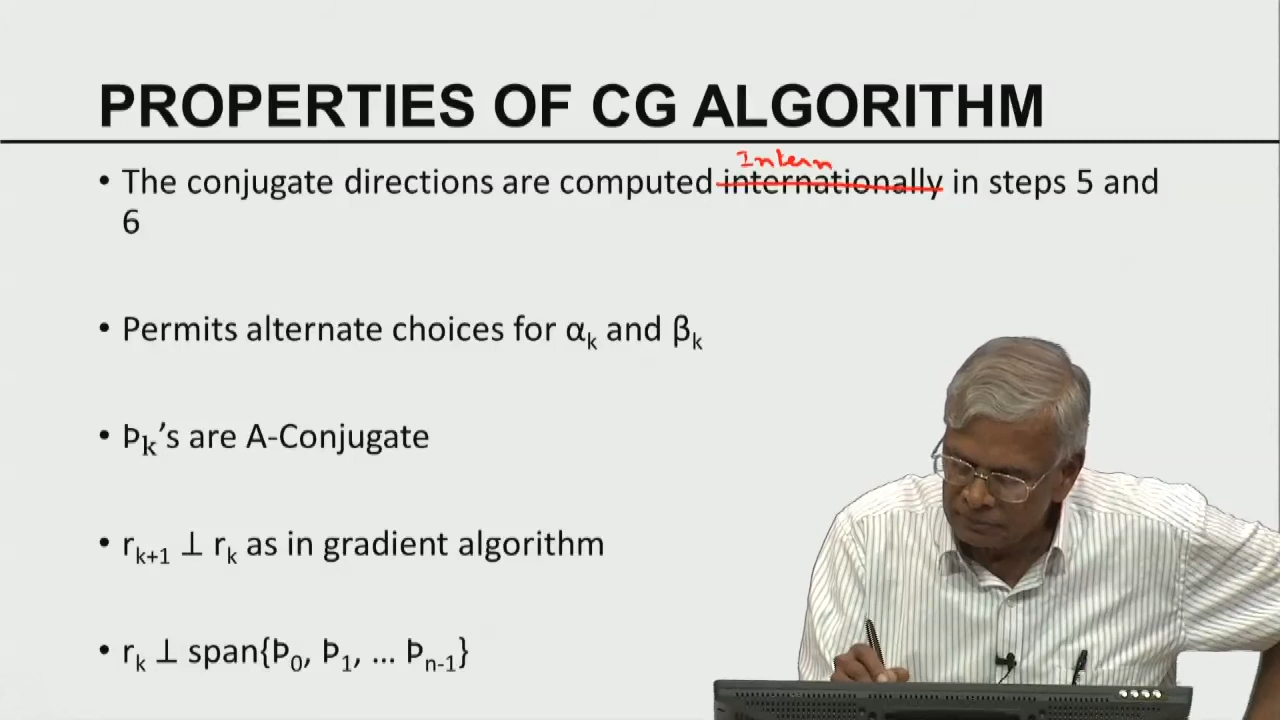 PROPERTIES OF CG ALGORITHM
Intern
• The conjugate directions are computed internationally in steps 5 and
6
• Permits alternate choices for αk and βk
• Þk’s are A-Conjugate
• rk+1 ⊥ rk as in gradient algorithm
• rk ⊥ span{Þ0, Þ1, ... Þn-1}